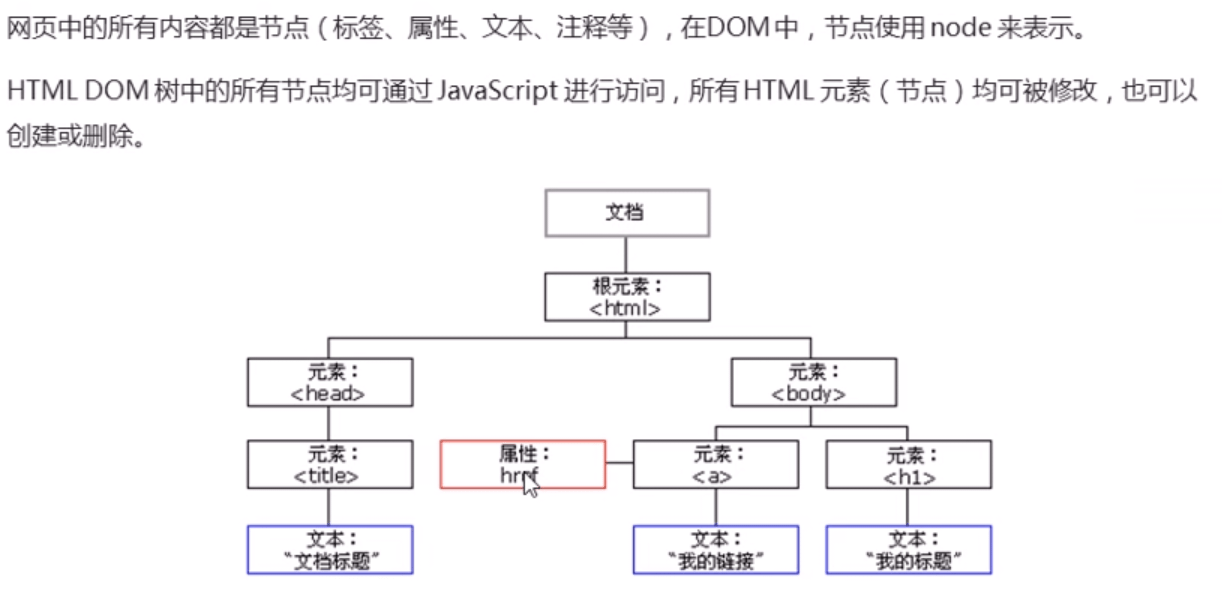 网页中的所有内容都是节点（标签、属性、文本、注释等），在DOM中，节点使用 node 来表示。
HTML DOM 树中的所有节点均可通过 JavaScript 进行访问，所有 HTML 元素（节点）均可被修改，也可以
创建或删除。
文档
根元素：
<html>
元素：
<head>
元素：
<body>
元素：
<title>
属性：
href
元素：
<a>
元素：
<h1>
文本：
“文档标题”
文本：
“我的链接”
文本：
“我的标题”